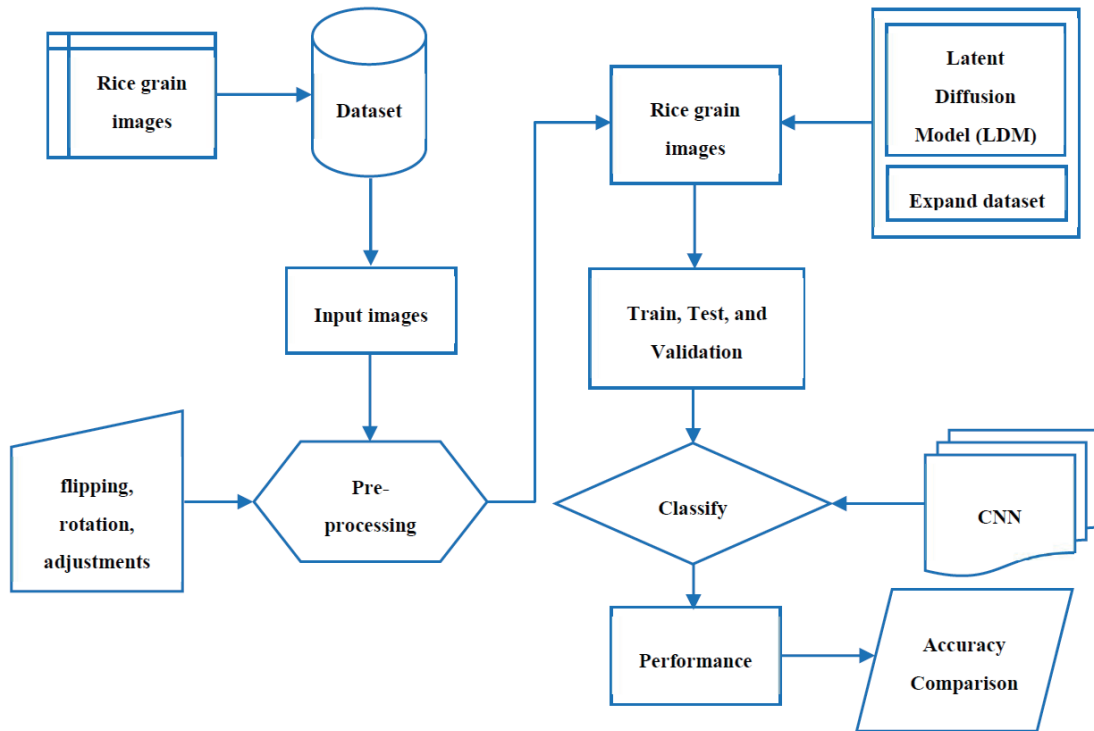 Rice grain
images
Dataset
Input images
flipping,
rotation,
adjustments
Pre-
processing
Rice grain
images
Latent
Diffusion
Model (LDM)
Expand dataset
Train, Test, and
Validation
Classify
CNN
Performance
Accuracy
Comparison